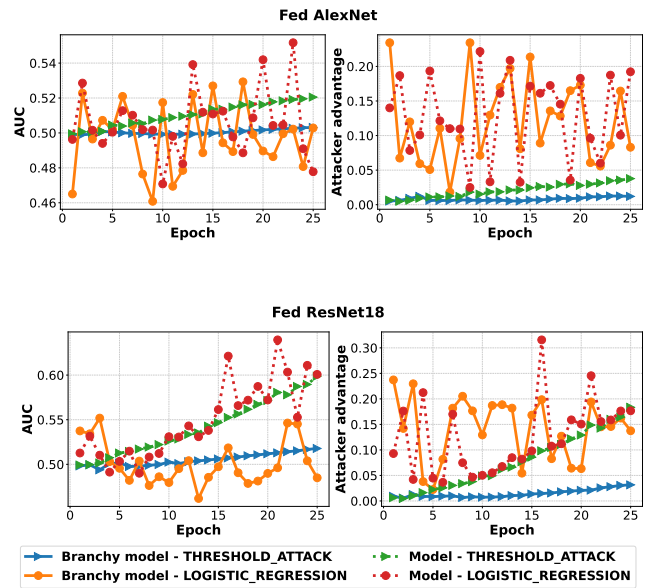 Fed AlexNet
0.54
0.52
0.50
0.48
0.46
AUC
0 5 10 15 20 25
Epoch
0.20
0.15
0.10
0.05
0.00
Attacker advantage
0 5 10 15 20 25
Epoch
Fed ResNet18
0.60
0.55
0.50
AUC
0 5 10 15 20 25
Epoch
0.30
0.25
0.20
0.15
0.10
0.05
0.00
Attacker advantage
0 5 10 15 20 25
Epoch
Branchy model - THRESHOLD_ATTACK
Branchy model - LOGISTIC_REGRESSION
Model - THRESHOLD_ATTACK
Model - LOGISTIC_REGRESSION